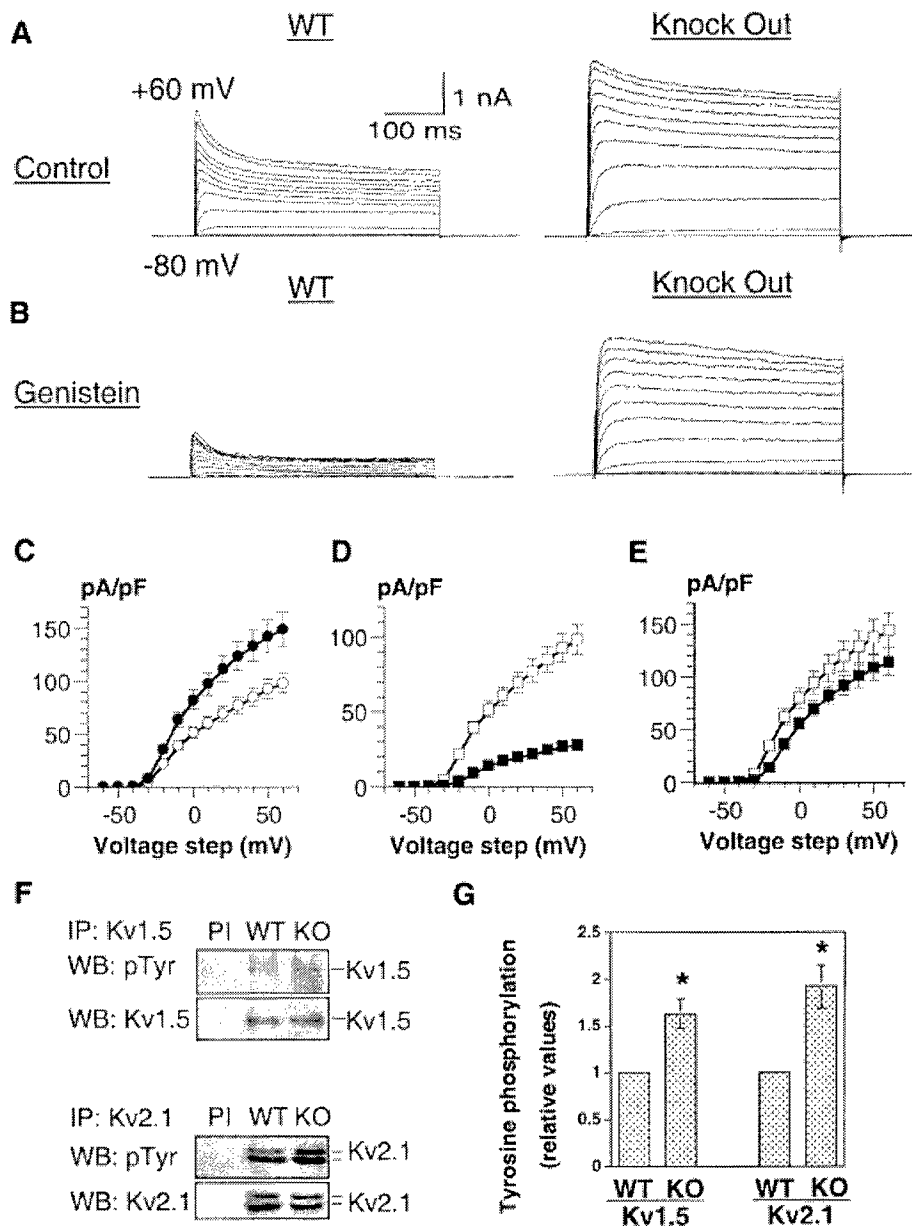 A
WT
Knock Out
+60 mV
1 nA
100 ms
Control
-80 mV
B
WT
Knock Out
Genistein
C
D
E
pA/pF
pA/pF
pA/pF
150
100
50
0
100
50
0
150
100
50
0
-50 0 50
-50 0 50
-50 0 50
Voltage step (mV)
Voltage step (mV)
Voltage step (mV)
F
IP: Kv1.5 PI WT KO
WB: pTyr Kv1.5
WB: Kv1.5 Kv1.5
IP: Kv2.1 PI WT KO
WB: pTyr Kv2.1
WB: Kv2.1 Kv2.1
G
Tyrosine phosphorylation
(relative values)
2.5
2
1.5
1
0.5
0
*
*
WT KO WT KO
Kv1.5 Kv2.1